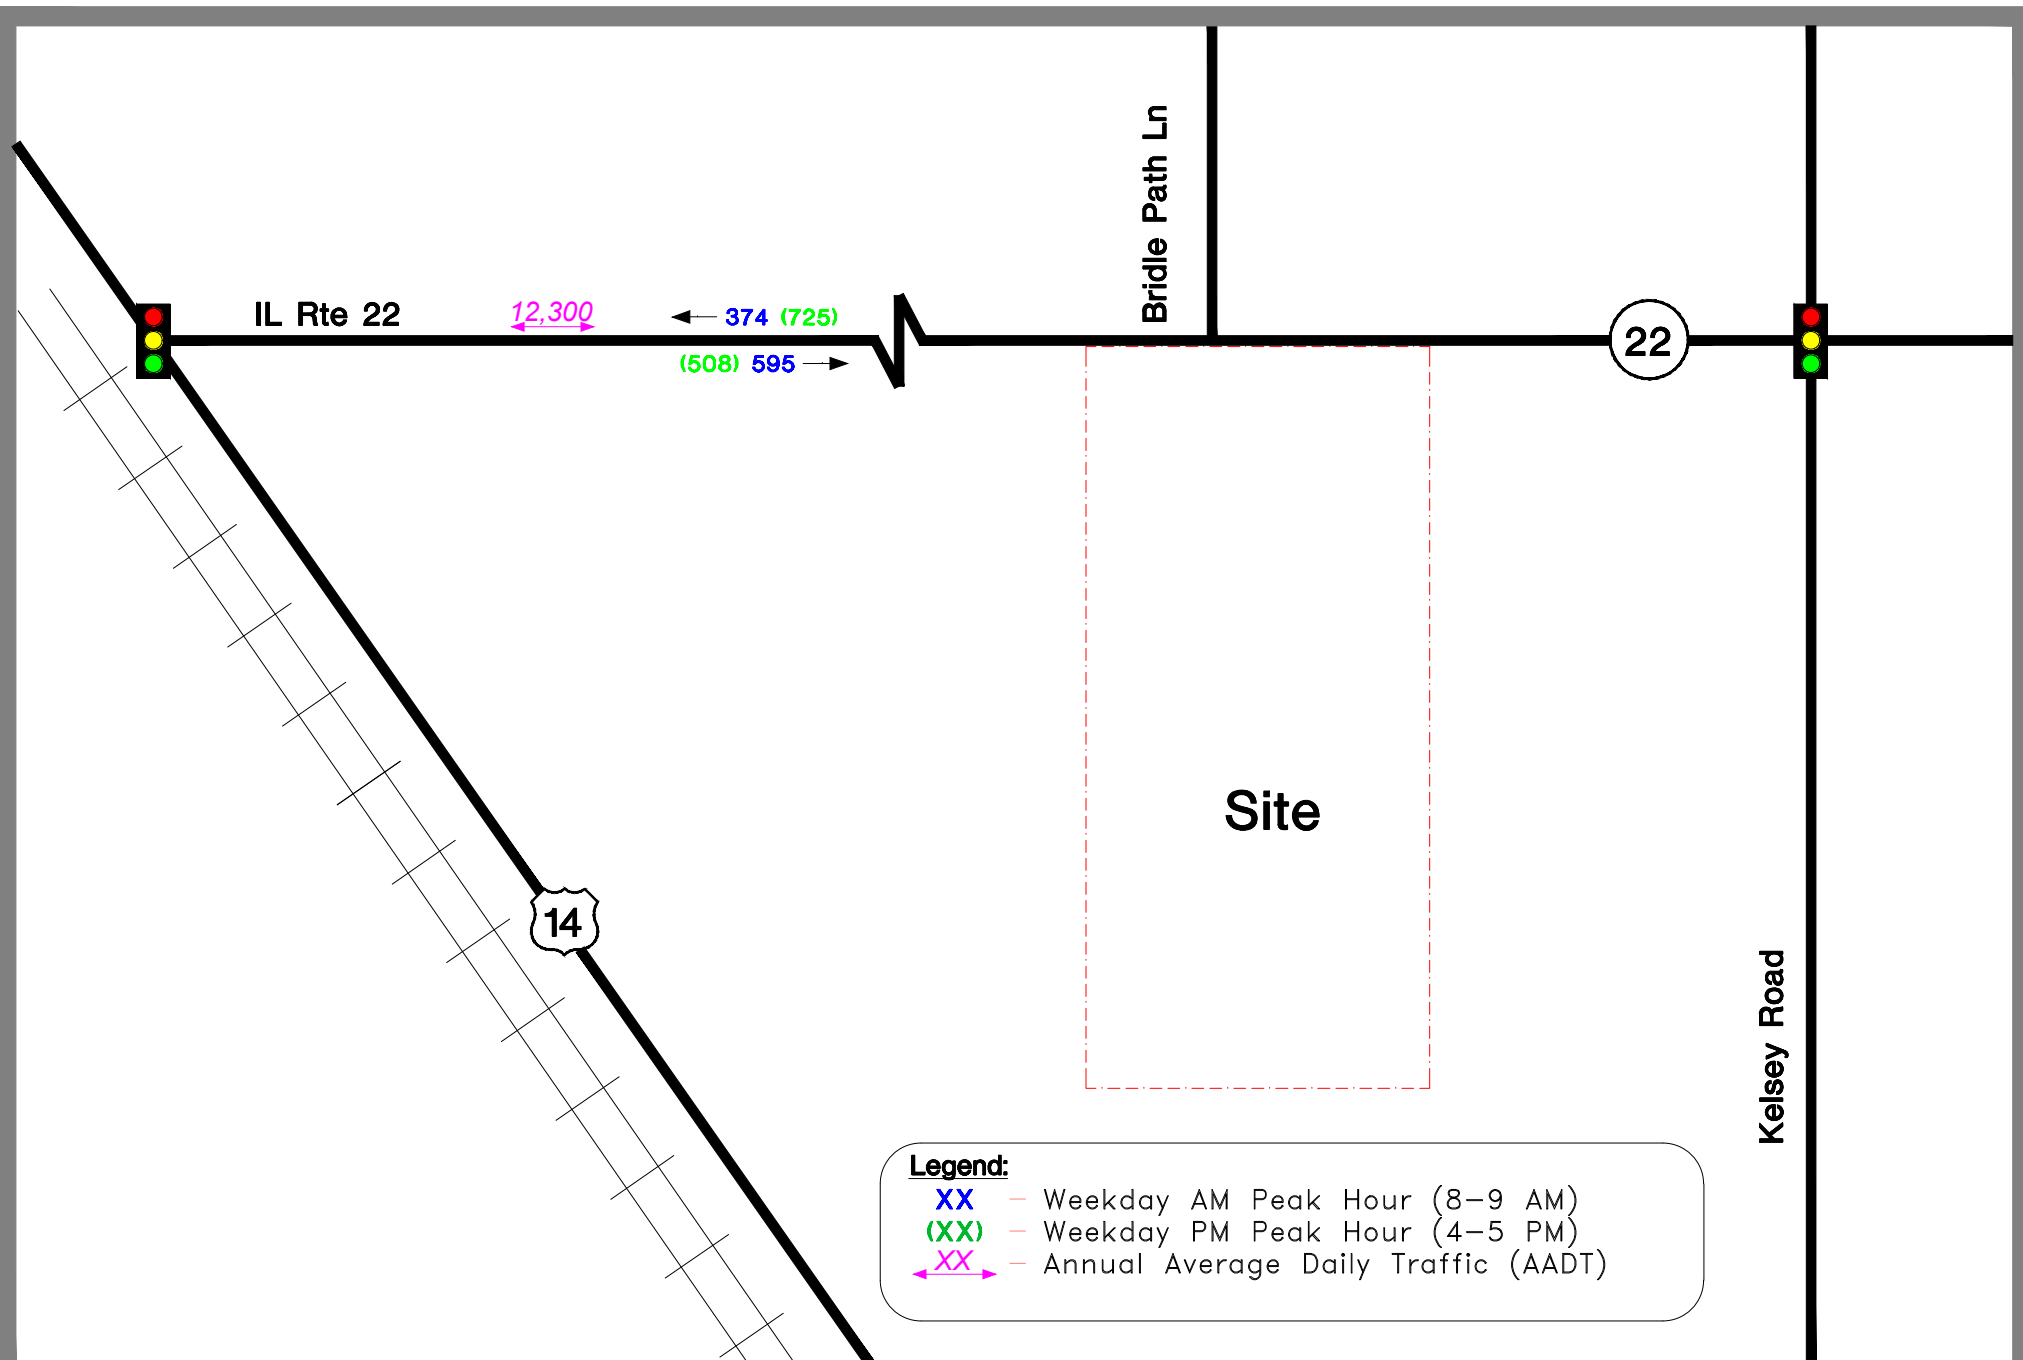 Bridle Path Ln
IL Rte 22
12,300
374 (725)
(508) 595
22
Site
14
Kelsey Road
Legend:
XX – Weekday AM Peak Hour (8–9 AM)
(XX) – Weekday PM Peak Hour (4–5 PM)
XX – Annual Average Daily Traffic (AADT)